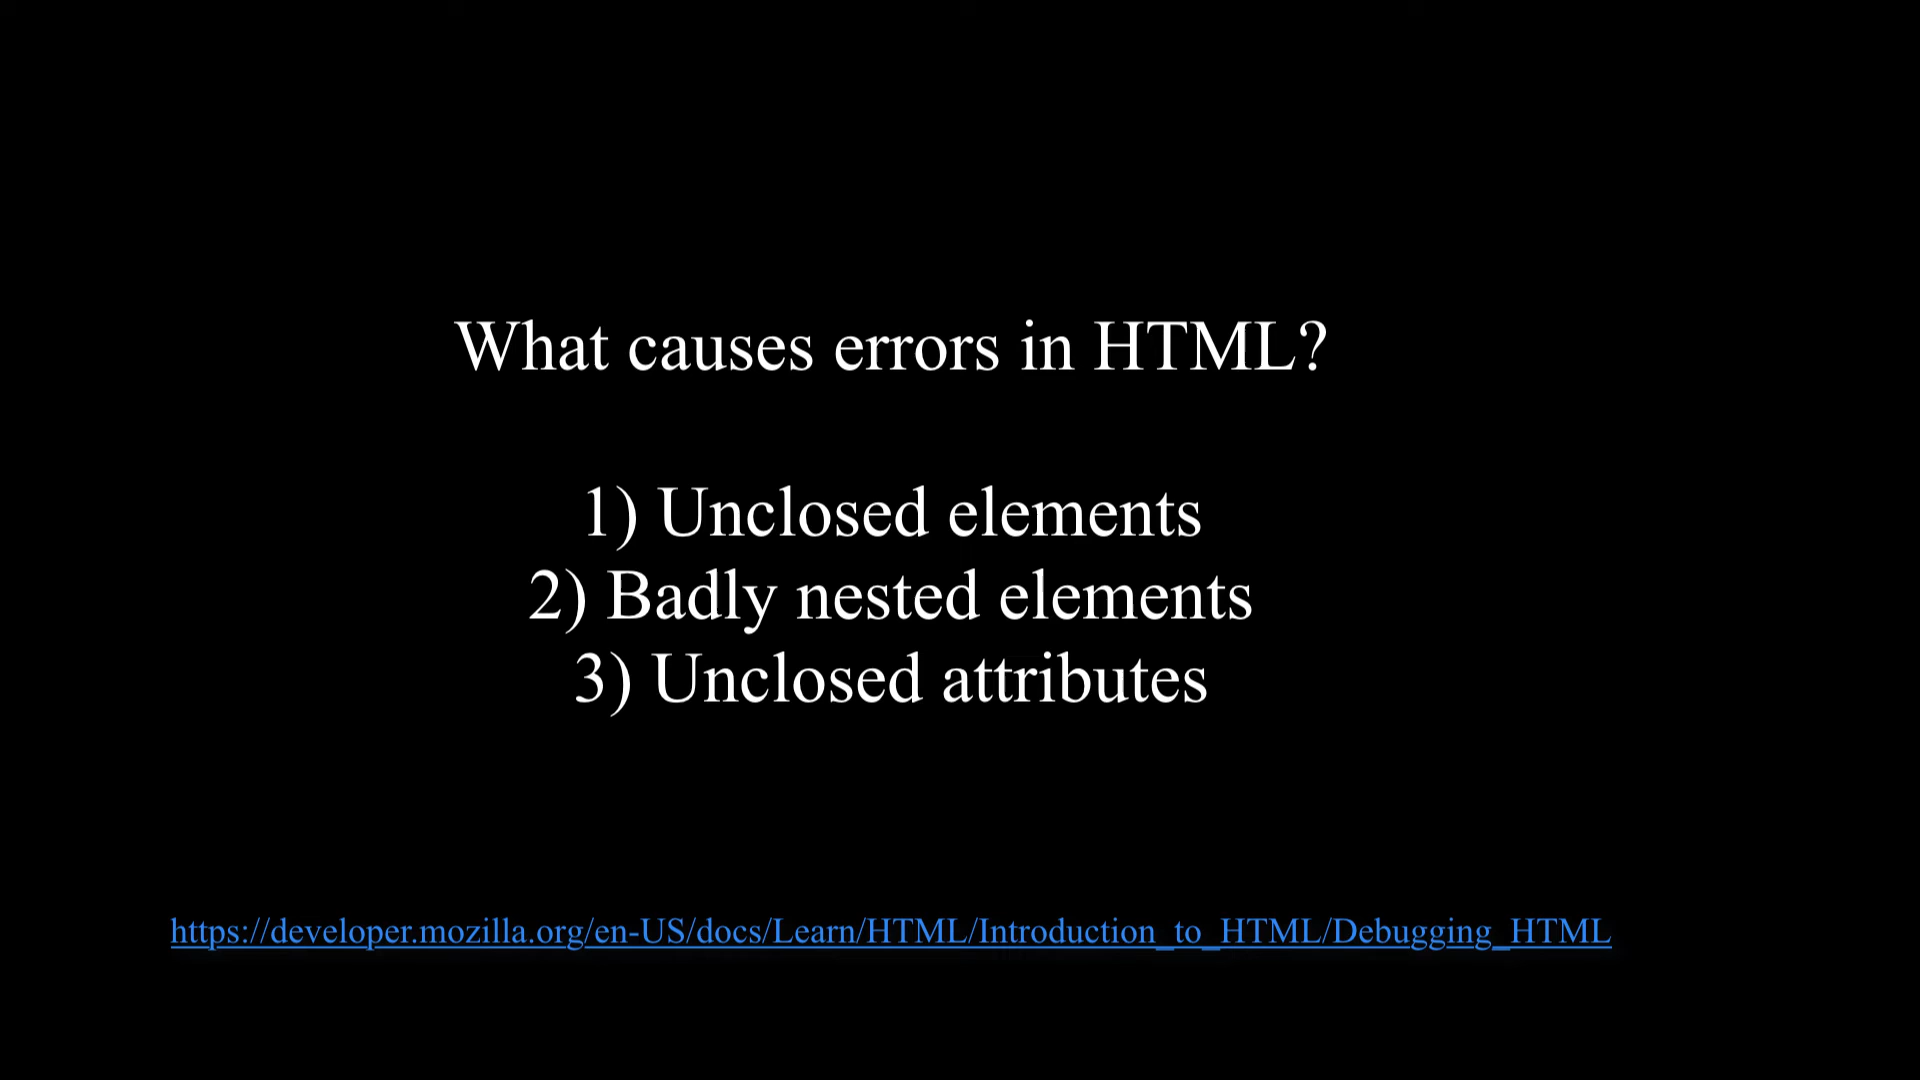 What causes errors in HTML?
1) Unclosed elements
2) Badly nested elements
3) Unclosed attributes
https://developer.mozilla.org/en-US/docs/Learn/HTML/Introduction_to_HTML/Debugging_HTML